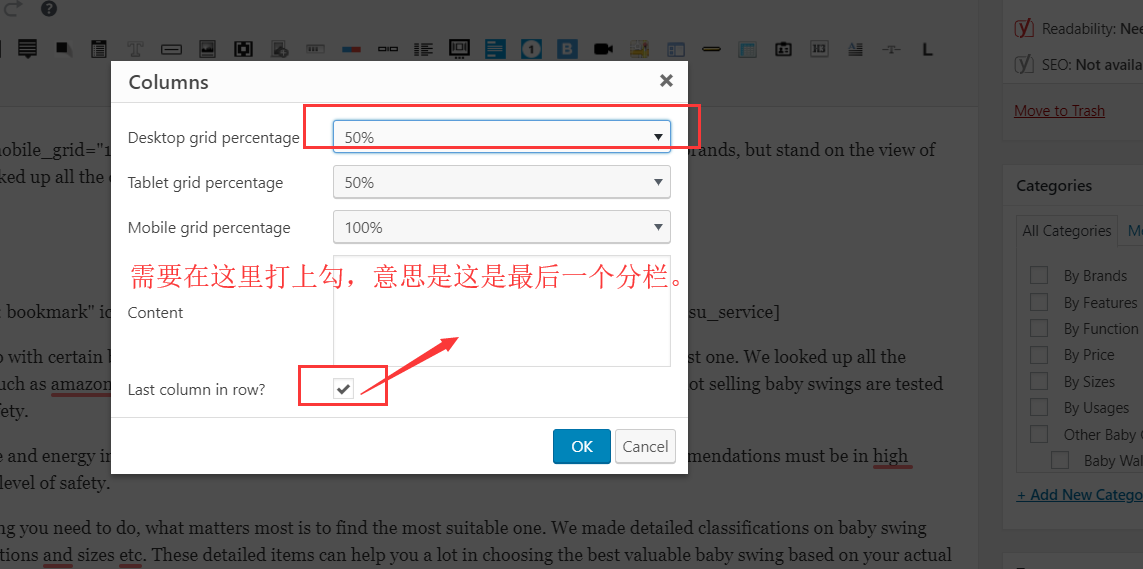 Readability: Nee
SEO: Not availa
Move to Trash
Columns
Desktop grid percentage
50%
Tablet grid percentage
50%
Mobile grid percentage
100%
需要在这里打上勾，意思是这是最后一个分栏。
Content
Last column in row?
OK Cancel
nobile_grid="1
rands, but stand on the view of
ked up all the
: bookmark" ic
su_service]
o with certain
st one. We looked up all the
uch as amazon
ot selling baby swings are tested
fety.
e and energy in
mendations must be in high
level of safety.
ng you need to do, what matters most is to find the most suitable one. We made detailed classifications on baby swing
tions and sizes etc. These detailed items can help you a lot in choosing the best valuable baby swing based on your actual
Categories
All Categories
By Brands
By Features
By Function
By Price
By Sizes
By Usages
Other Baby
Baby Wal
+ Add New Catego